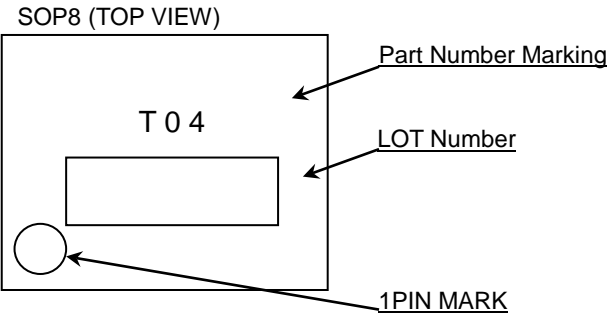 SOP8 (TOP VIEW)
Part Number Marking
T 0 4
LOT Number
1PIN MARK